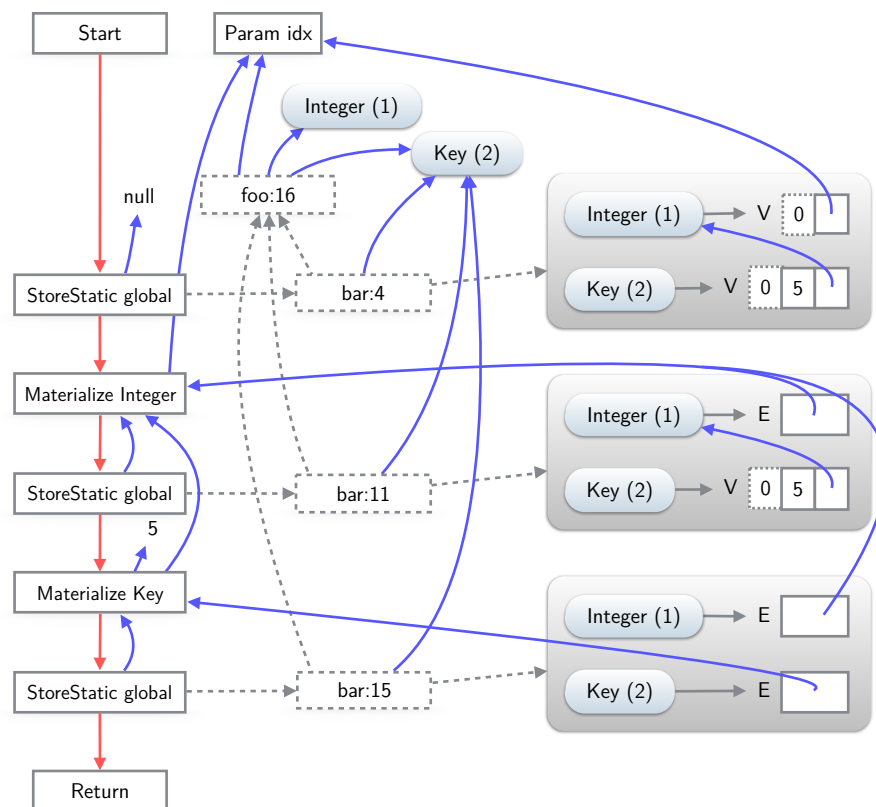 Start
Param idx
Integer (1)
Key (2)
null
foo:16
Integer (1) V 0
StoreStatic global
bar:4
Key (2) V 0 5
Materialize Integer
Integer (1) E
StoreStatic global
bar:11
Key (2) V 0 5
5
Materialize Key
Integer (1) E
StoreStatic global
bar:15
Key (2) E
Return